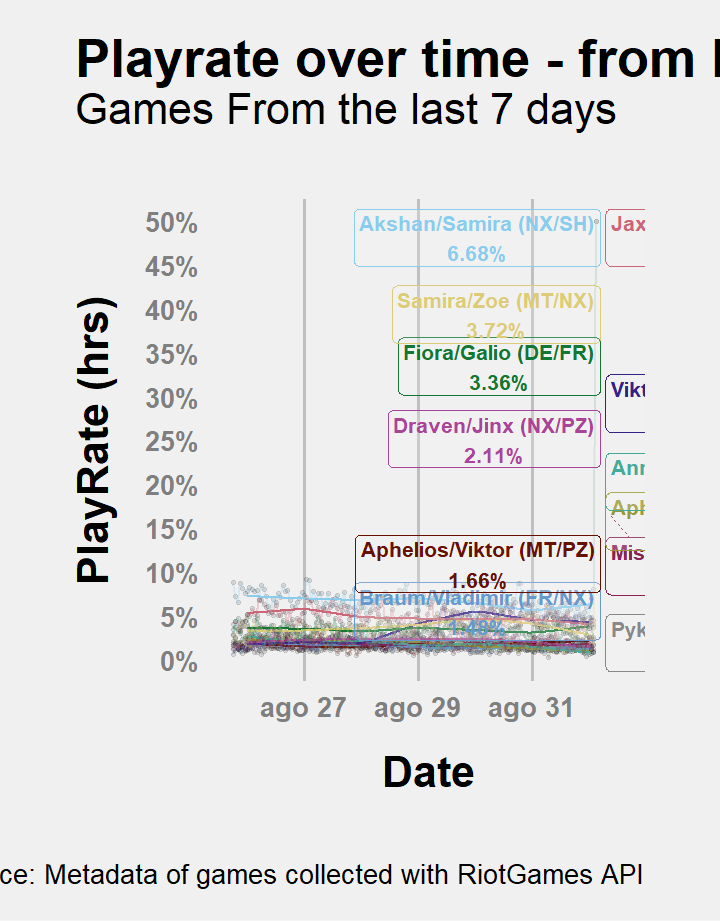 Playrate over time - from
Games From the last 7 days
PlayRate (hrs)
50%
45%
40%
35%
30%
25%
20%
15%
10%
5%
0%
Akshan/Samira (NX/SH)
6.68%
Samira/Zoe (MT/NX)
3.72%
Fiora/Galio (DE/FR)
3.36%
Draven/Jinx (NX/PZ)
2.11%
Aphelios/Viktor (MT/PZ)
1.66%
Braum/Vladimir (FR/NX)
1.48%
Jax
Vikt
Ann
Aph
Mis
Pyk
ago 27
ago 29
ago 31
Date
ce: Metadata of games collected with RiotGames API